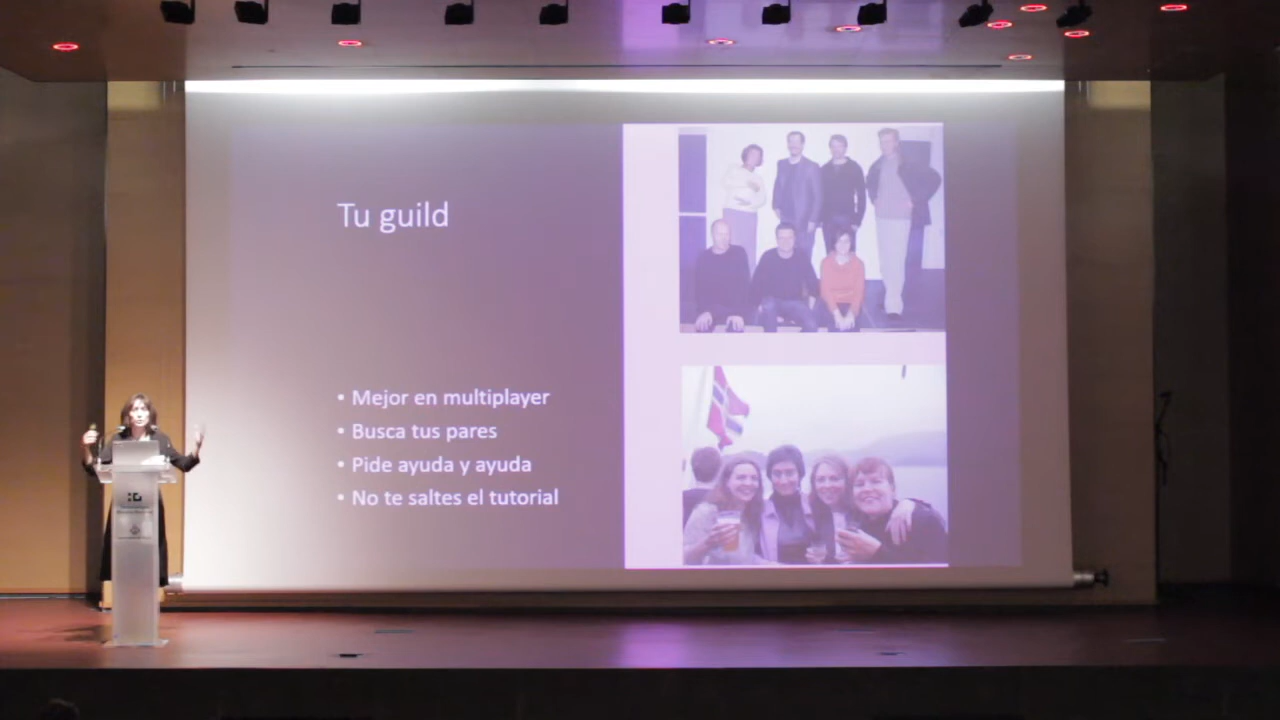 Tu guild
• Mejor en multiplayer
• Busca tus pares
• Pide ayuda y ayuda
• No te saltes el tutorial